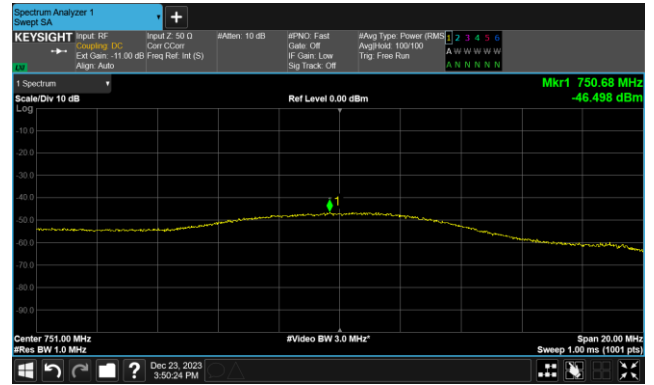 Spectrum Analyzer 1
Swept SA
+
KEYSIGHT Input: RF Input Z: 50 Ω #Atten: 10 dB #PNO: Fast #Avg Type: Power (RMS 1 2 3 4 5 6
Coupling: DC Corr CCorr Gate: Off Avg|Hold: 100/100 A W W W W W
Ext Gain: -11.00 dB Freq Ref: Int (S) IF Gain: Low Trig: Free Run
LW Align: Auto Sig Track: Off A N N N N N
1 Spectrum Mkr1 750.68 MHz
Scale/Div 10 dB Ref Level 0.00 dBm -46.498 dBm
Log
-10.0
-20.0
-30.0
-40.0
1
-50.0
-60.0
-70.0
-80.0
-90.0
Center 751.00 MHz #Video BW 3.0 MHz* Span 20.00 MHz
#Res BW 1.0 MHz Sweep 1.00 ms (1001 pts)
? Dec 23, 2023
3:50:24 PM